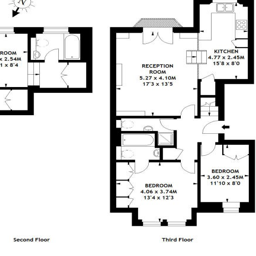 ROOM
x 2.54M
x 8'4
RECEPTION
ROOM
5.27 x 4.10M
17'3 x 13'5
KITCHEN
4.77 x 2.45M
15'8 x 8'0
BEDROOM
4.06 x 3.74M
13'4 x 12'3
BEDROOM
3.60 x 2.45M
11'10 x 8'0
Second Floor
Third Floor